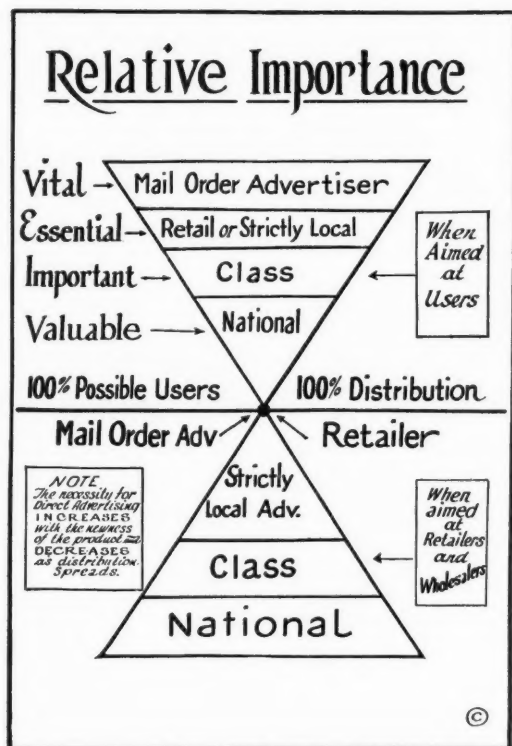 Relative Importance
Vital
Mail Order Advertiser
Essential
Retail or Strictly Local
Important
Class
Valuable
National
When
Aimed
at
Users
100% Possible Users
100% Distribution
Mail Order Adv
Retailer
NOTE
The necessity for
Direct Advertising
INCREASES
with the newness
of the product and
DECREASES
as distribution
Spreads.
Strictly
Local Adv.
Class
National
When
aimed
at
Retailers
and
Wholesalers
©